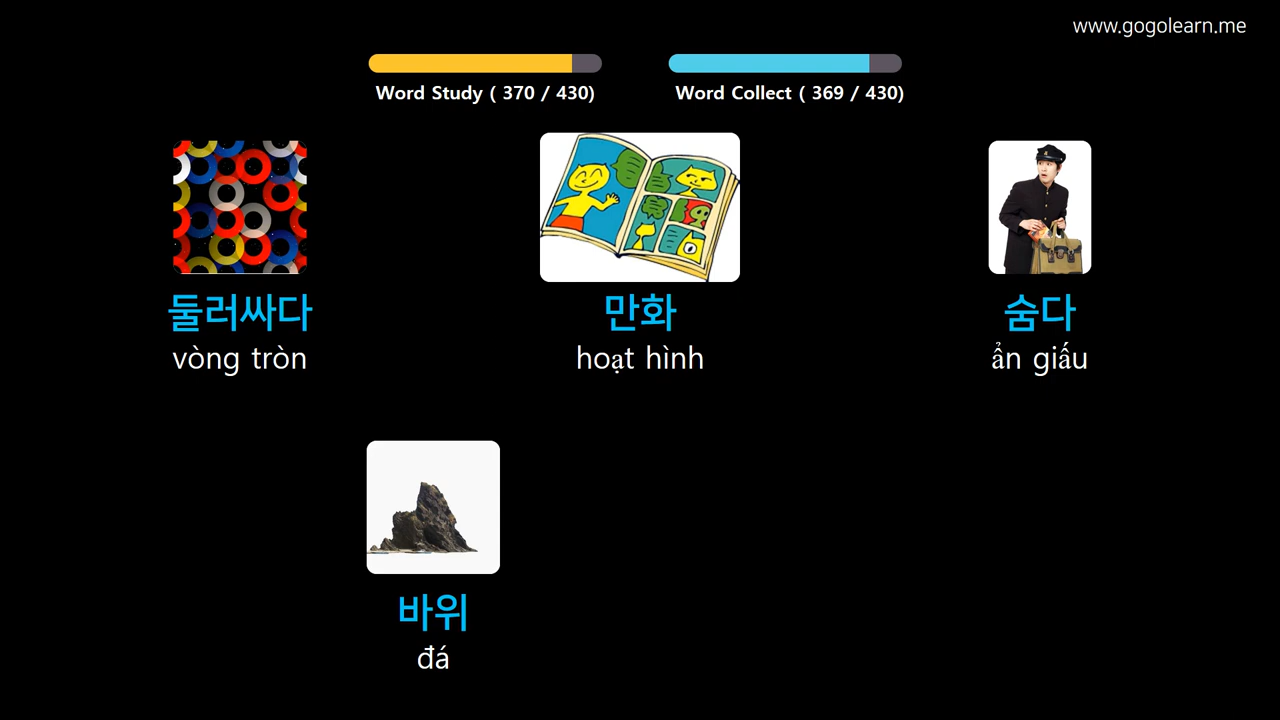 www.gogolearn.me
Word Study ( 370 / 430)
Word Collect ( 369 / 430)
둘러싸다
vòng tròn
만화
hoạt hình
숨다
ẩn giấu
바위
đá